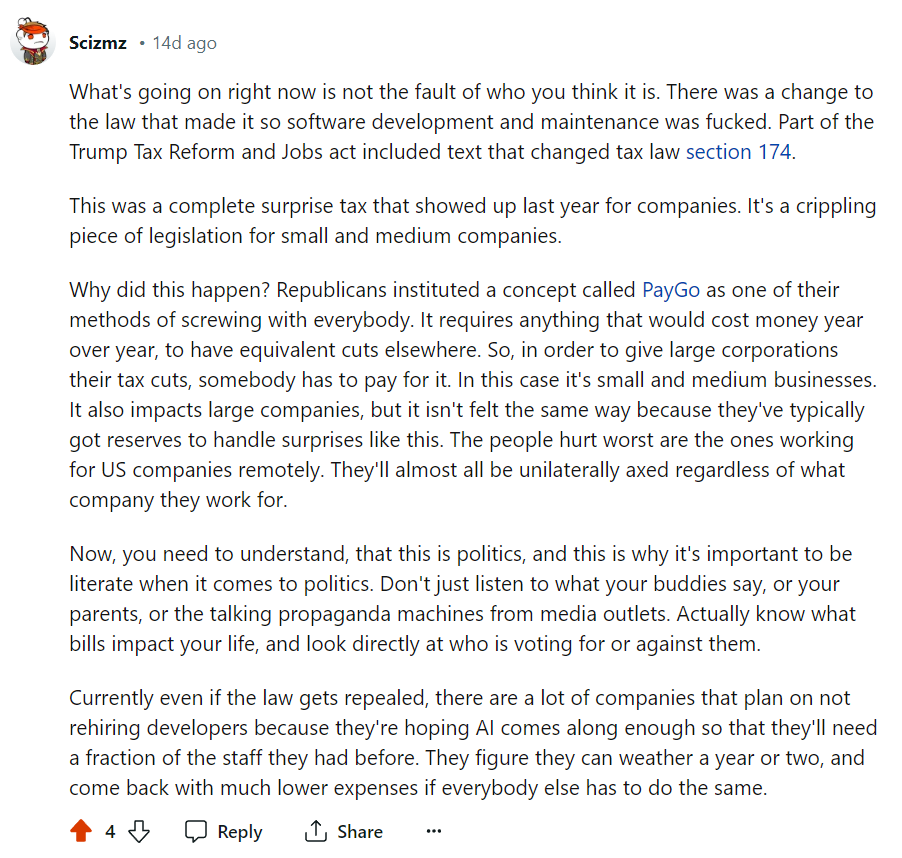 Scizmz • 14d ago
What's going on right now is not the fault of who you think it is. There was a change to
the law that made it so software development and maintenance was fucked. Part of the
Trump Tax Reform and Jobs act included text that changed tax law section 174.
This was a complete surprise tax that showed up last year for companies. It's a crippling
piece of legislation for small and medium companies.
Why did this happen? Republicans instituted a concept called PayGo as one of their
methods of screwing with everybody. It requires anything that would cost money year
over year, to have equivalent cuts elsewhere. So, in order to give large corporations
their tax cuts, somebody has to pay for it. In this case it's small and medium businesses.
It also impacts large companies, but it isn't felt the same way because they've typically
got reserves to handle surprises like this. The people hurt worst are the ones working
for US companies remotely. They'll almost all be unilaterally axed regardless of what
company they work for.
Now, you need to understand, that this is politics, and this is why it's important to be
literate when it comes to politics. Don't just listen to what your buddies say, or your
parents, or the talking propaganda machines from media outlets. Actually know what
bills impact your life, and look directly at who is voting for or against them.
Currently even if the law gets repealed, there are a lot of companies that plan on not
rehiring developers because they're hoping AI comes along enough so that they'll need
a fraction of the staff they had before. They figure they can weather a year or two, and
come back with much lower expenses if everybody else has to do the same.
4 Reply Share ...